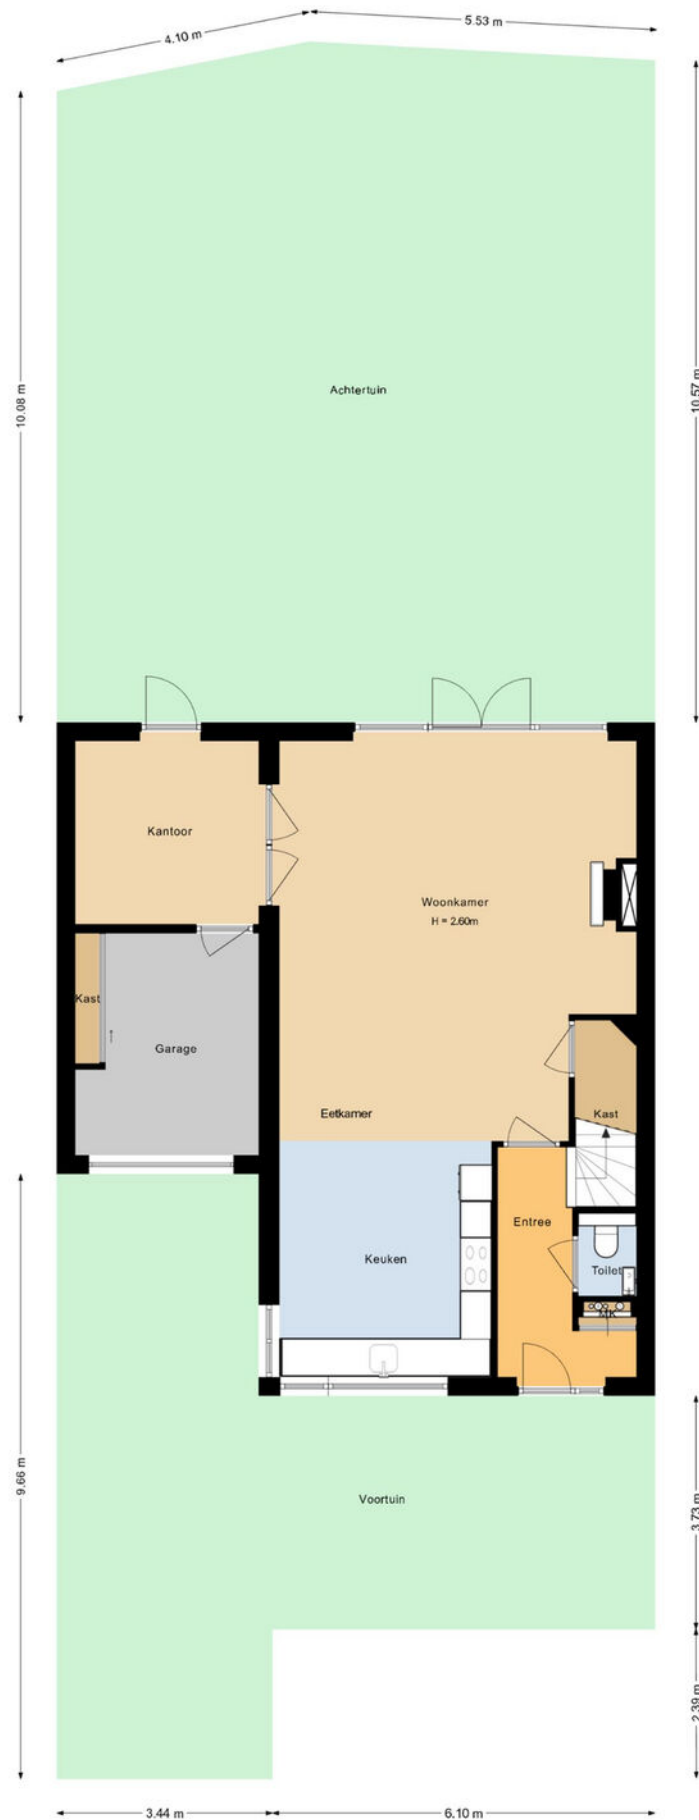 4.10 m
5.53 m
10.08 m
10.57 m
Achtertuin
Kantoor
Woonkamer
H = 2.60m
Kast
Garage
Eetkamer
Kast
Entree
Keuken
Toilet
MK
9.66 m
Voortuin
3.73 m
2.39 m
3.44 m
6.10 m